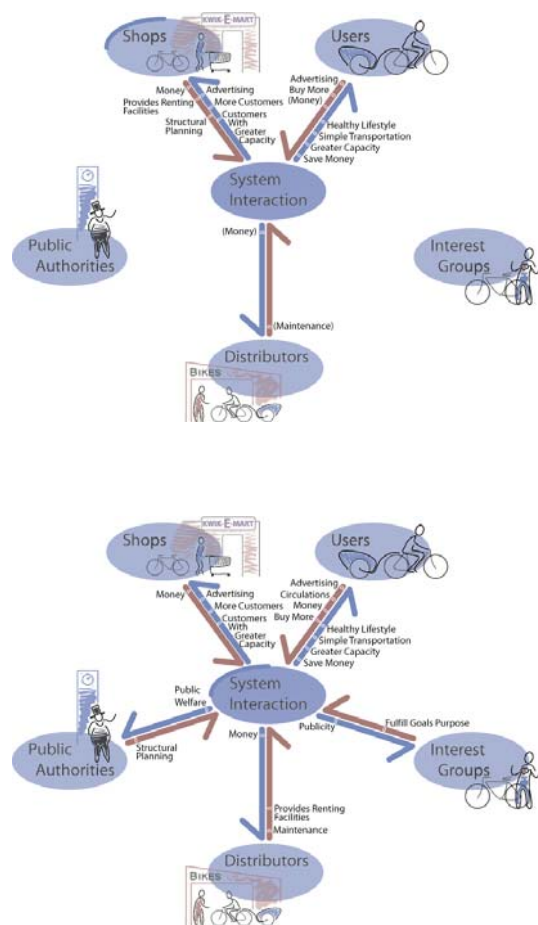 KWIK-E-MART
Shops
Users
Money
Provides Renting
Facilities
Structural
Planning
Advertising
More Customers
Customers
With
Greater
Capacity
Advertising
Buy More
(Money)
Healthy Lifestyle
Simple Transportation
Greater Capacity
Save Money
System
Interaction
Public
Authorities
Interest
Groups
(Money)
(Maintenance)
Distributors
BIKES
KWIK-E-MART
Shops
Users
Money
Advertising
More Customers
Customers
With
Greater
Capacity
Advertising
Circulations
Money
Buy More
Healthy Lifestyle
Simple Transportation
Greater Capacity
Save Money
System
Interaction
Public
Welfare
Structural
Planning
Public
Authorities
Publicity
Fulfill Goals Purpose
Interest
Groups
Money
Provides Renting
Facilities
Maintenance
Distributors
BIKES